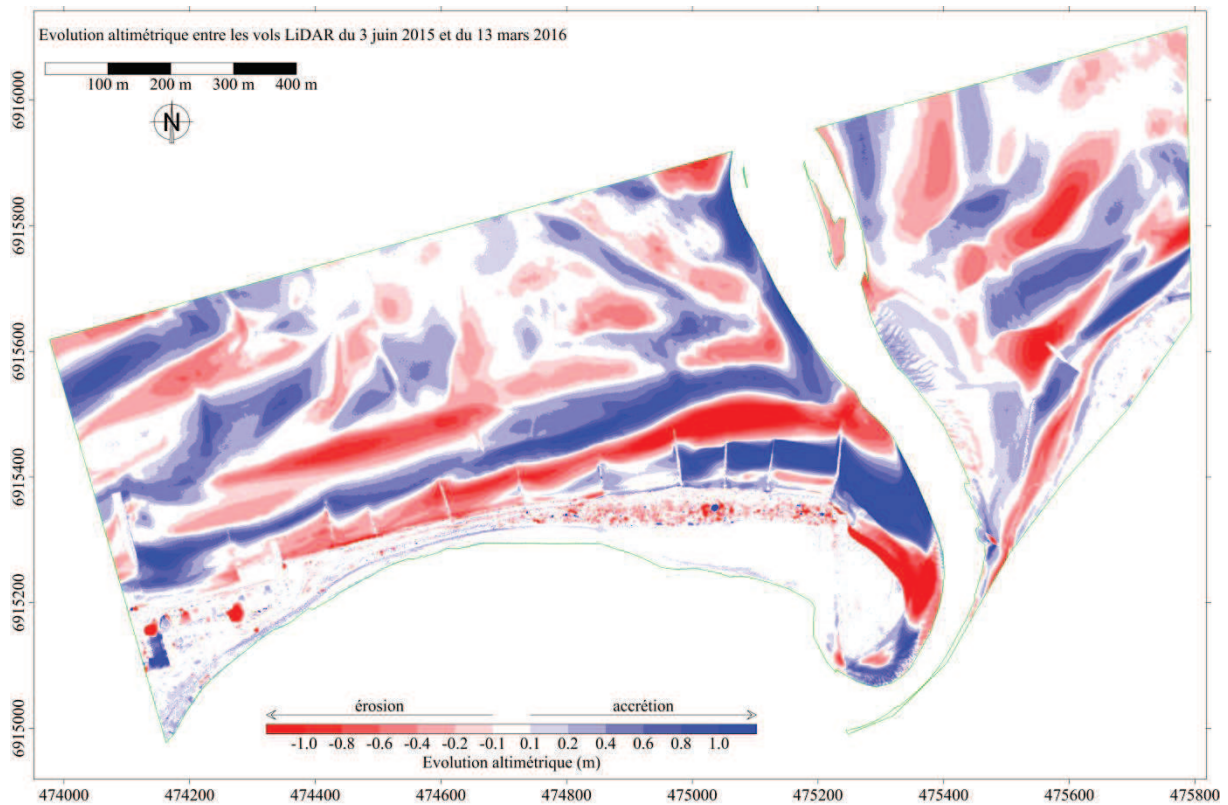 Evolution altimétrique entre les vols LiDAR du 3 juin 2015 et du 13 mars 2016
100 m 200 m 300 m 400 m
N
6916000
6915800
6915600
6915400
6915200
6915000
érosion accrétion
-1.0 -0.8 -0.6 -0.4 -0.2 -0.1 0.1 0.2 0.4 0.6 0.8 1.0
Evolution altimétrique (m)
474000 474200 474400 474600 474800 475000 475200 475400 475600 475800